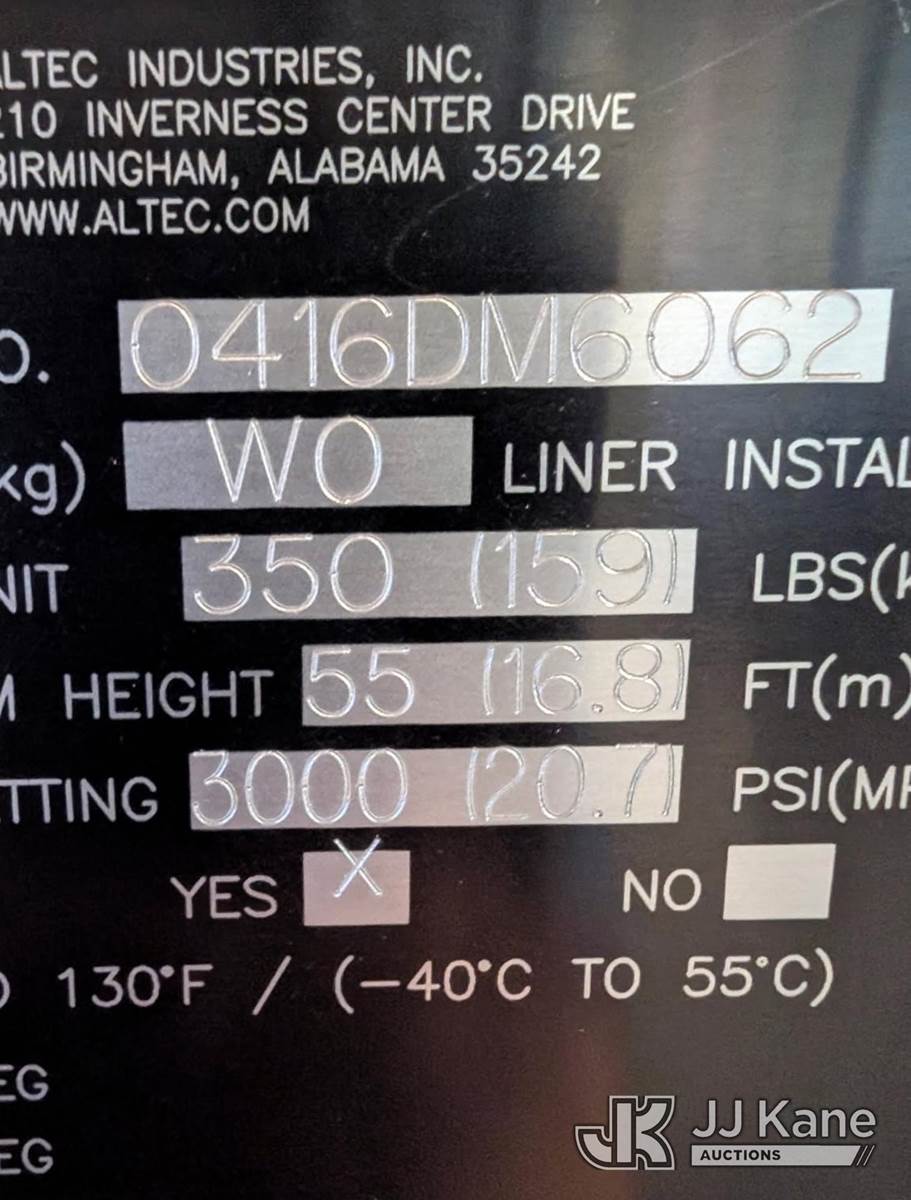 ALTEC INDUSTRIES, INC.
210 INVERNESS CENTER DRIVE
BIRMINGHAM, ALABAMA 35242
WWW.ALTEC.COM
O. 0416DM6062
kg) WO LINER INSTAL
NIT 350 (159) LBS(k
M HEIGHT 55 (16.8) FT(m)
TTING 3000 (20.7) PSI(MP
YES X NO
O 130°F / (-40°C TO 55°C)
EG
EG
JK JJ Kane
AUCTIONS